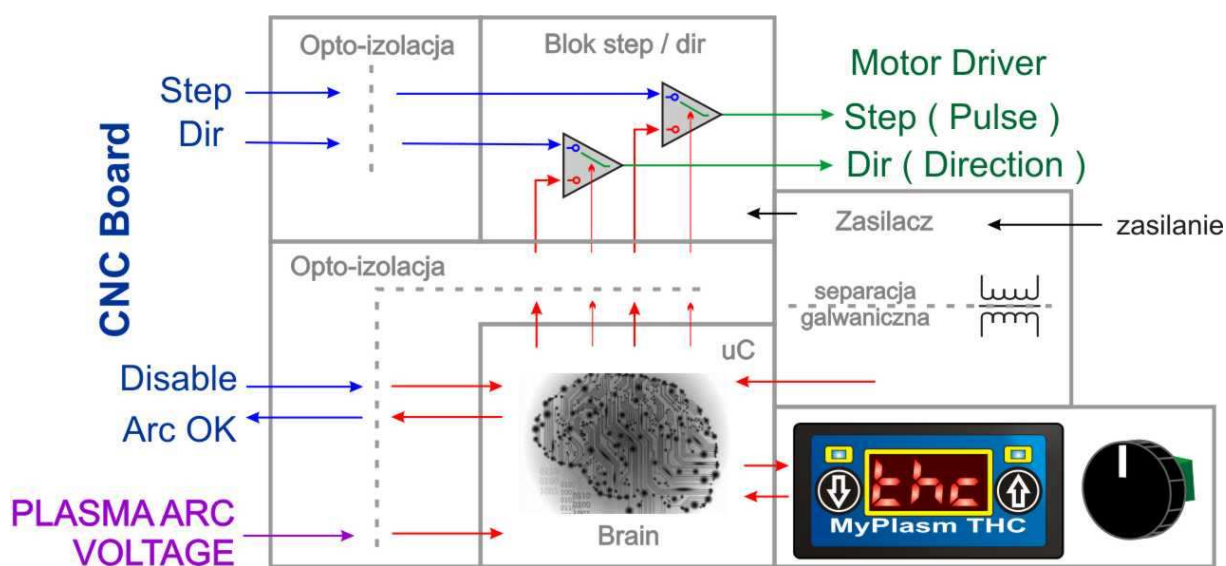 Opto-izolacja
Blok step / dir
Motor Driver
Step
Step ( Pulse )
Dir
Dir ( Direction )
CNC Board
Zasilacz
zasilanie
Opto-izolacja
separacja
galwaniczna
uC
Disable
Arc OK
thc
MyPlasm THC
PLASMA ARC
VOLTAGE
Brain